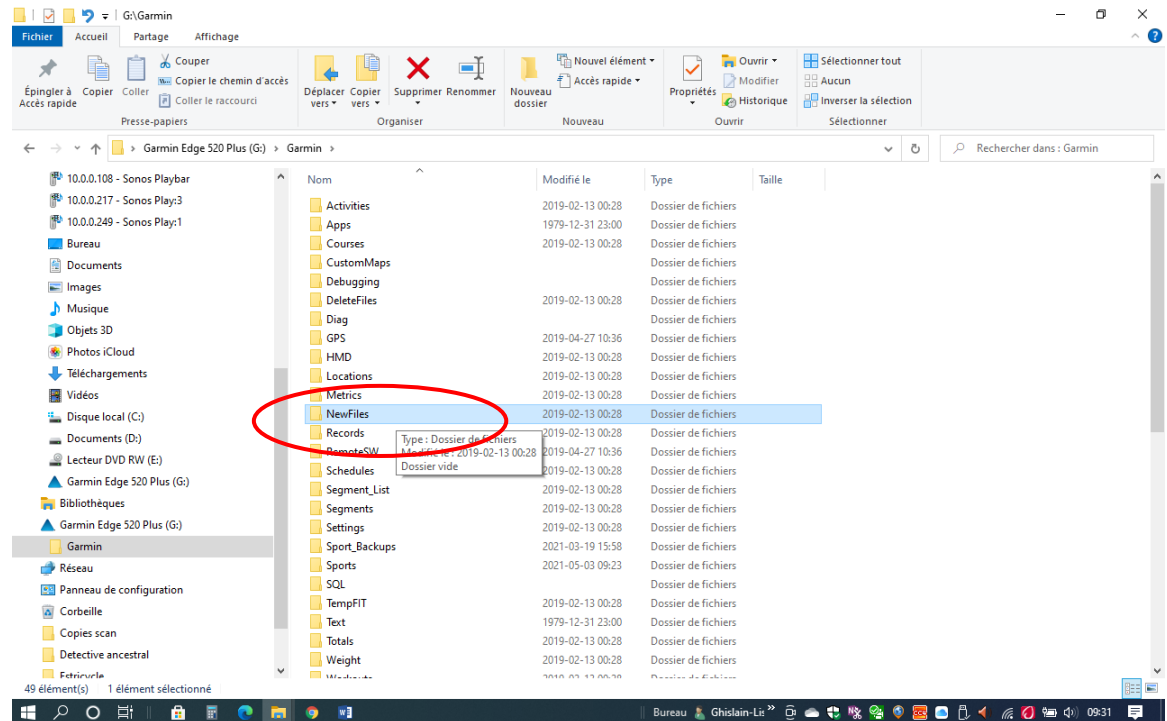 G:\Garmin
Fichier Accueil Partage Affichage
Épingler à Accès rapide
Copier
Coller
Couper
Copier le chemin d'accès
Coller le raccourci
Presse-papiers
Déplacer vers
Copier vers
Supprimer
Renommer
Organiser
Nouveau dossier
Nouvel élément
Accès rapide
Nouveau
Propriétés
Ouvrir
Modifier
Historique
Ouvrir
Sélectionner tout
Aucun
Inverser la sélection
Sélectionner
Garmin Edge 520 Plus (G:) > Garmin >
Rechercher dans : Garmin
10.0.0.108 - Sonos Playbar
10.0.0.217 - Sonos Play:3
10.0.0.249 - Sonos Play:1
Bureau
Documents
Images
Musique
Objets 3D
Photos iCloud
Téléchargements
Vidéos
Disque local (C:)
Documents (D:)
Lecteur DVD RW (E:)
Garmin Edge 520 Plus (G:)
Bibliothèques
Garmin Edge 520 Plus (G:)
Garmin
Réseau
Panneau de configuration
Corbeille
Copies scan
Detective ancestral
Estricycle
Nom Modifié le Type Taille
Activities 2019-02-13 00:28 Dossier de fichiers
Apps 1979-12-31 23:00 Dossier de fichiers
Courses 2019-02-13 00:28 Dossier de fichiers
CustomMaps Dossier de fichiers
Debugging Dossier de fichiers
DeleteFiles 2019-02-13 00:28 Dossier de fichiers
Diag Dossier de fichiers
GPS 2019-04-27 10:36 Dossier de fichiers
HMD 2019-02-13 00:28 Dossier de fichiers
Locations 2019-02-13 00:28 Dossier de fichiers
Metrics 2019-02-13 00:28 Dossier de fichiers
NewFiles 2019-02-13 00:28 Dossier de fichiers
Records 2019-02-13 00:28 Dossier de fichiers
RemoteSW 2019-04-27 10:36 Dossier de fichiers
Schedules 2019-02-13 00:28 Dossier de fichiers
Segment_List 2019-02-13 00:28 Dossier de fichiers
Segments 2019-02-13 00:28 Dossier de fichiers
Settings 2019-02-13 00:28 Dossier de fichiers
Sport_Backups 2021-03-19 15:58 Dossier de fichiers
Sports 2021-05-03 09:23 Dossier de fichiers
SQL Dossier de fichiers
TempFIT 2019-02-13 00:28 Dossier de fichiers
Text 1979-12-31 23:00 Dossier de fichiers
Totals 2019-02-13 00:28 Dossier de fichiers
Weight 2019-02-13 00:28 Dossier de fichiers
Workouts 2019-02-13 00:28 Dossier de fichiers
Type : Dossier de fichiers
Modifié le : 2019-02-13 00:28
Dossier vide
49 élément(s) 1 élément sélectionné
Bureau Ghislain-Li 09:31